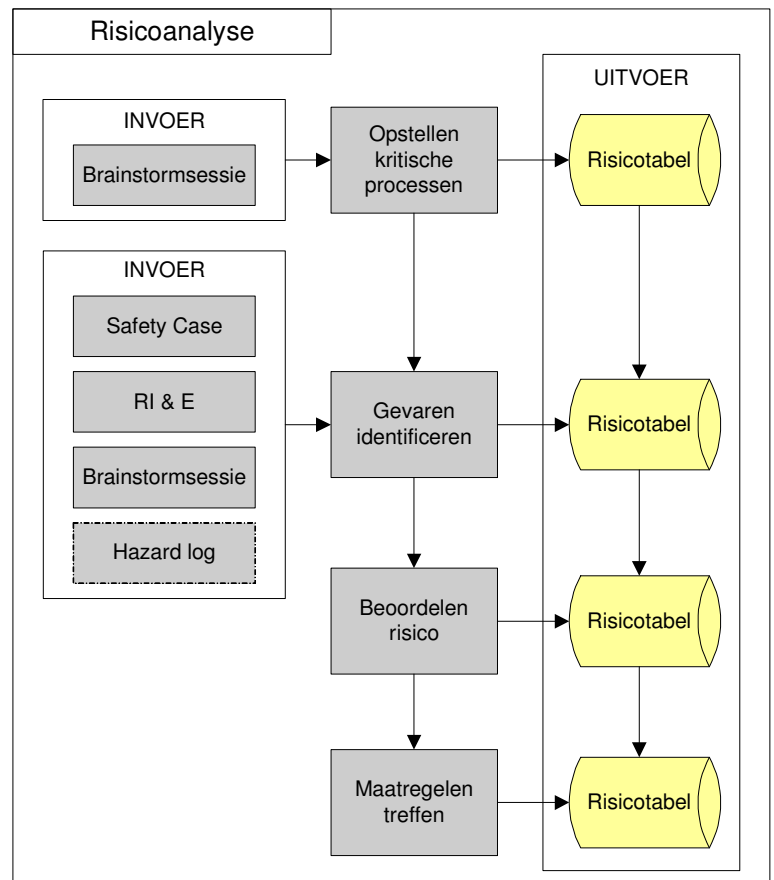 Risicoanalyse
INVOER
Brainstormsessie
Opstellen
kritische
processen
UITVOER
Risicotabel
INVOER
Safety Case
RI & E
Brainstormsessie
Hazard log
Gevaren
identificeren
Risicotabel
Beoordelen
risico
Risicotabel
Maatregelen
treffen
Risicotabel